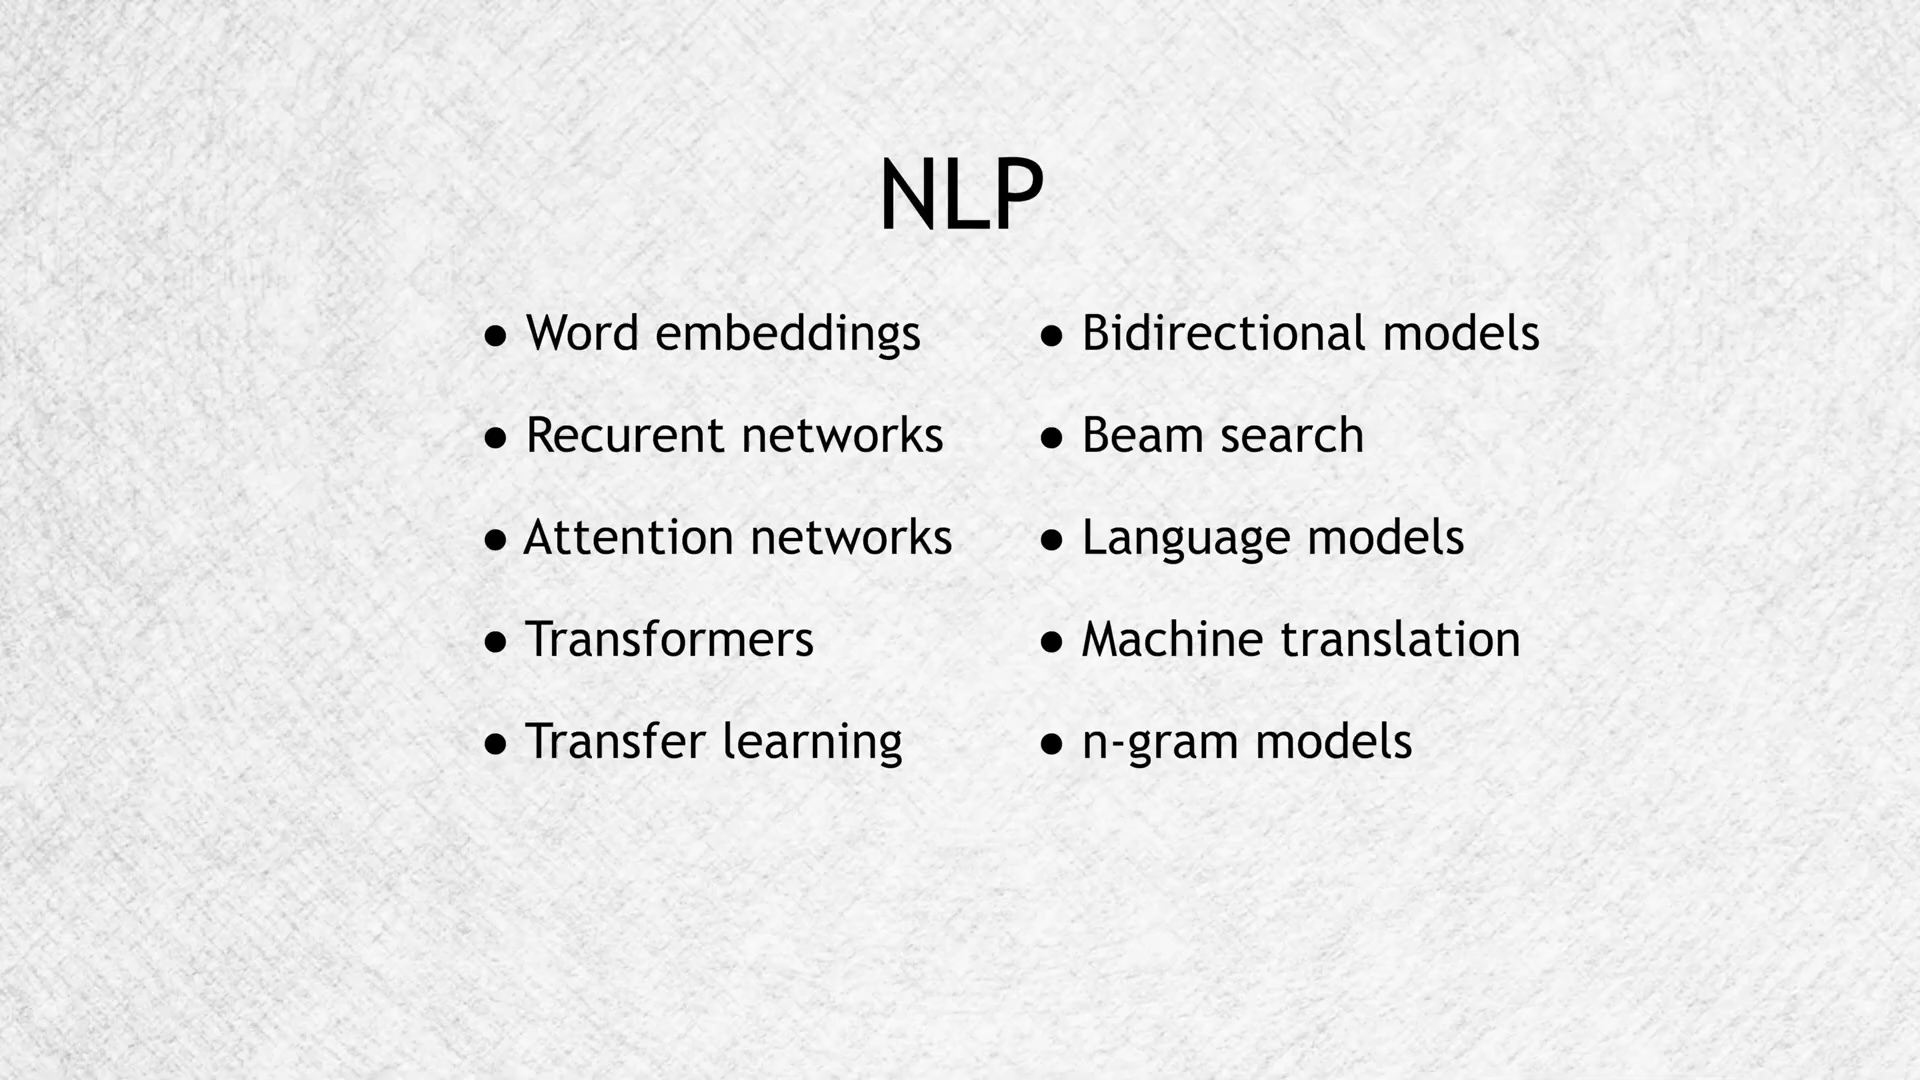 NLP
● Word embeddings
● Recurent networks
● Attention networks
● Transformers
● Transfer learning
● Bidirectional models
● Beam search
● Language models
● Machine translation
● n-gram models